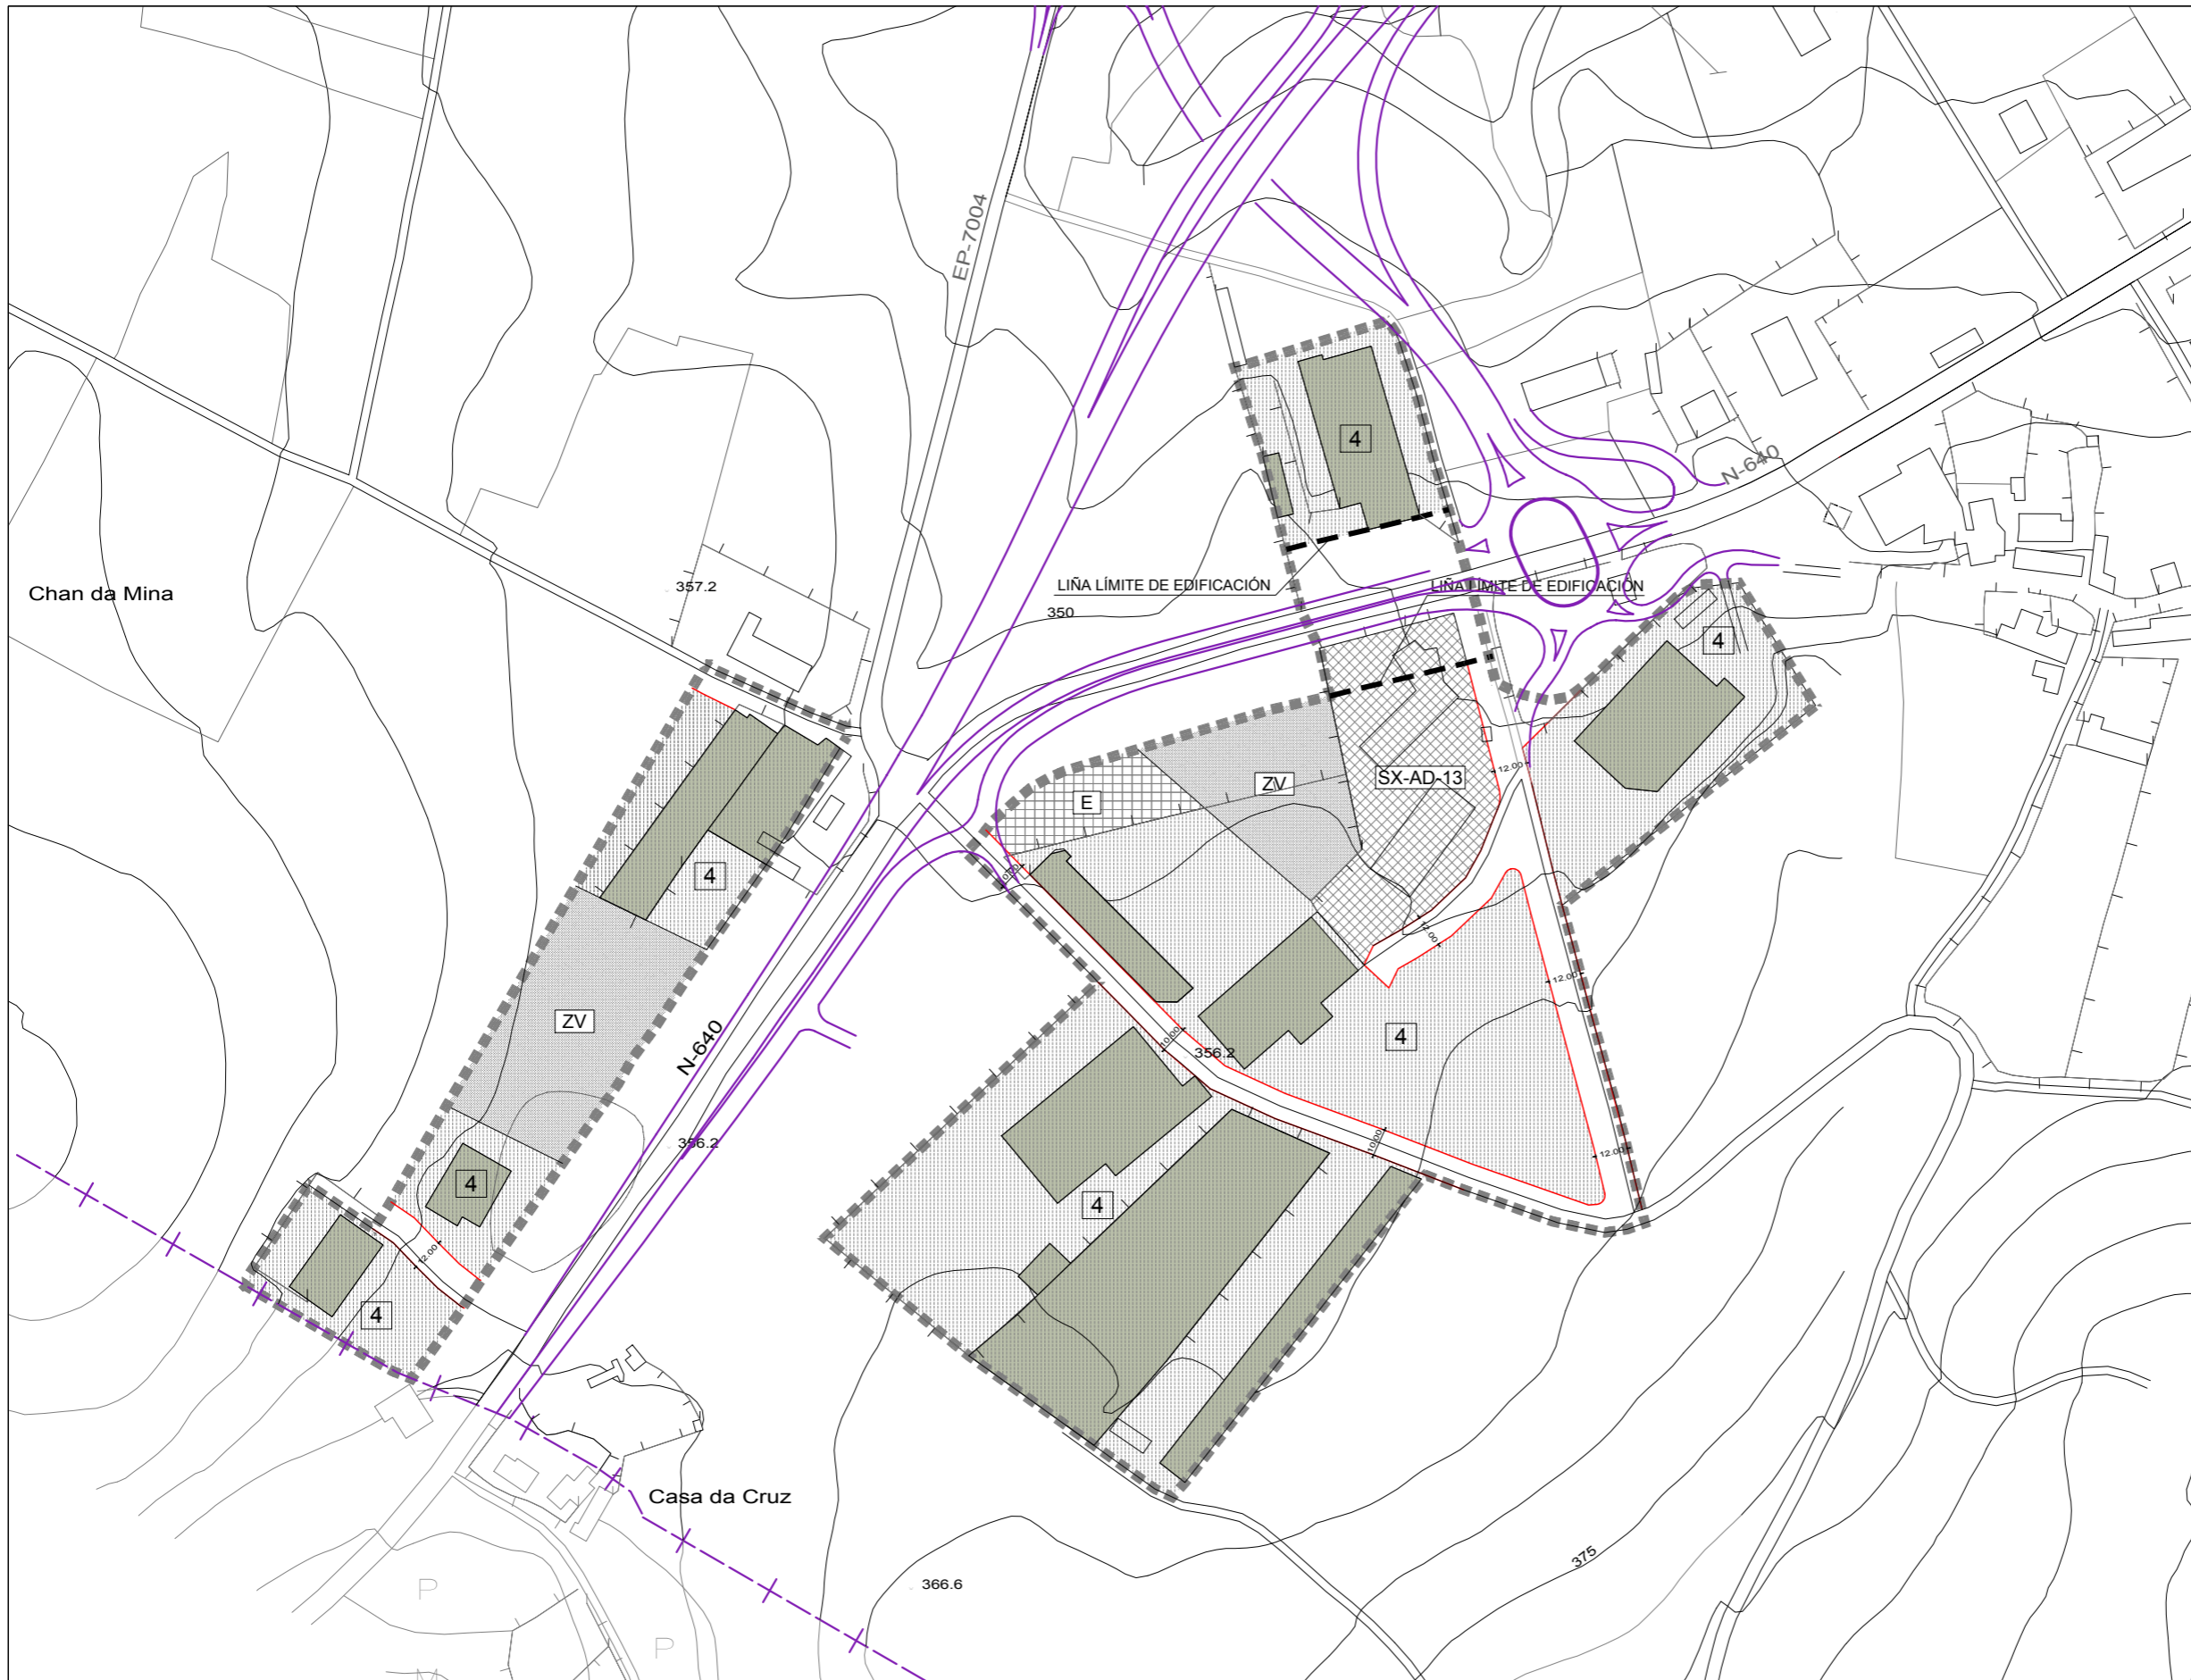 EP-7004
4
N-640
357.2
Chan da Mina
LIÑA LÍMITE DE EDIFICACIÓN
LIÑA LÍMITE DE EDIFICACIÓN
350
4
ZV
SX-AD-13
12.00
E
4
10.00
12.00
12.00
ZV
N-640
10.00
356.2
4
356.2
10.00
12.00
4
4
12.00
4
Casa da Cruz
375
366.6
P
P
M